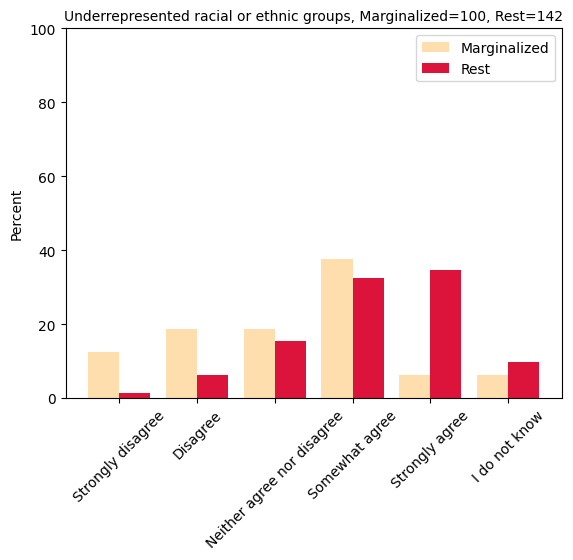 Underrepresented racial or ethnic groups, Marginalized=100, Rest=142
100
80
60
40
20
0
Percent
Marginalized
Rest
Strongly disagree
Disagree
Neither agree nor disagree
Somewhat agree
Strongly agree
I do not know